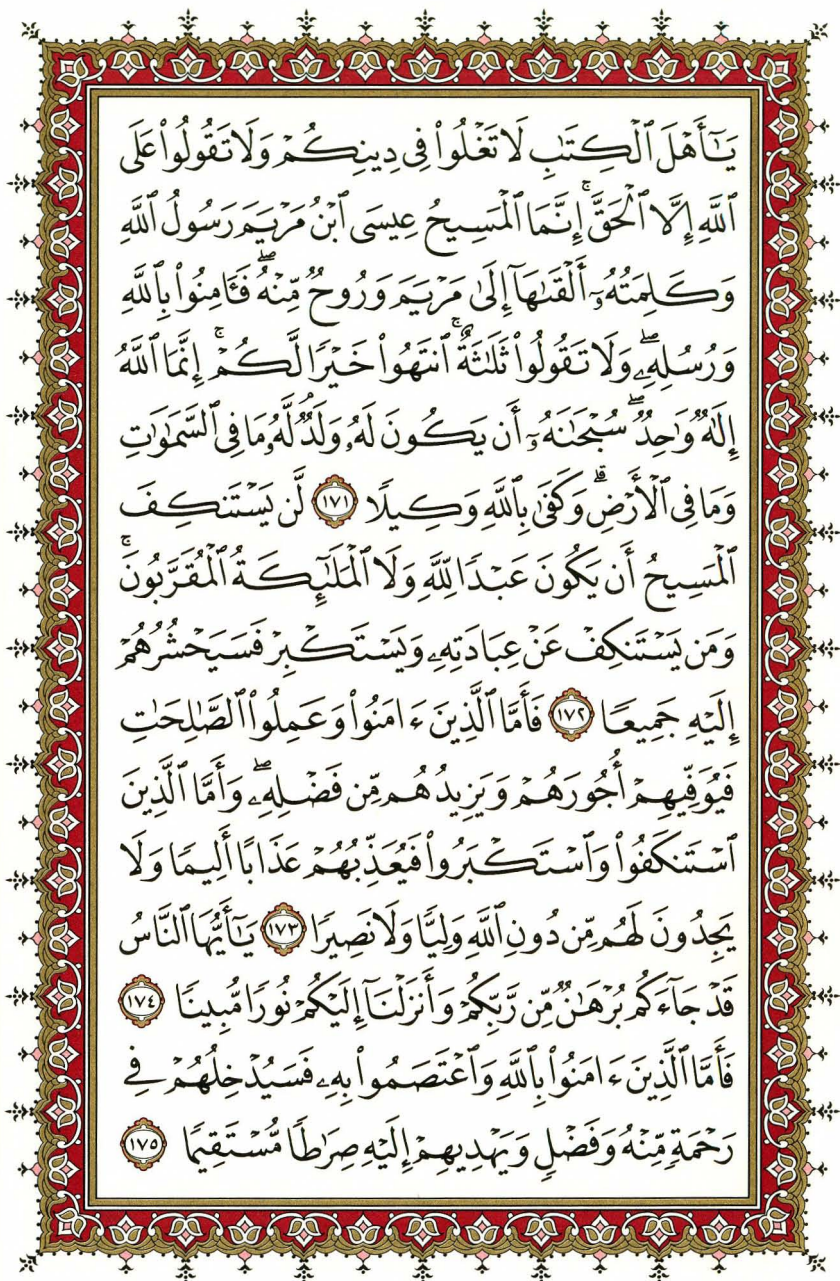 يَـٰٓأَهْلَ ٱلْكِتَـٰبِ لَا تَغْلُوا۟ فِى دِينِكُمْ وَلَا تَقُولُوا۟ عَلَى
ٱللَّهِ إِلَّا ٱلْحَقَّ ۚ إِنَّمَا ٱلْمَسِيحُ عِيسَى ٱبْنُ مَرْيَمَ رَسُولُ ٱللَّهِ
وَكَلِمَتُهُۥٓ أَلْقَىٰهَآ إِلَىٰ مَرْيَمَ وَرُوحٌ مِّنْهُ ۖ فَـَٔامِنُوا۟ بِٱللَّهِ
وَرُسُلِهِۦ ۖ وَلَا تَقُولُوا۟ ثَلَـٰثَةٌ ۚ ٱنتَهُوا۟ خَيْرًا لَّكُمْ ۚ إِنَّمَا ٱللَّهُ
إِلَـٰهٌ وَٰحِدٌ ۖ سُبْحَـٰنَهُۥٓ أَن يَكُونَ لَهُۥ وَلَدٌ ۘ لَّهُۥ مَا فِى ٱلسَّمَـٰوَٰتِ
وَمَا فِى ٱلْأَرْضِ ۗ وَكَفَىٰ بِٱللَّهِ وَكِيلًا ١٧١ لَّن يَسْتَنكِفَ
ٱلْمَسِيحُ أَن يَكُونَ عَبْدًا لِّلَّهِ وَلَا ٱلْمَلَـٰٓئِكَةُ ٱلْمُقَرَّبُونَ ۚ
وَمَن يَسْتَنكِفْ عَنْ عِبَادَتِهِۦ وَيَسْتَكْبِرْ فَسَيَحْشُرُهُمْ
إِلَيْهِ جَمِيعًا ١٧٢ فَأَمَّا ٱلَّذِينَ ءَامَنُوا۟ وَعَمِلُوا۟ ٱلصَّـٰلِحَـٰتِ
فَيُوَفِّيهِمْ أُجُورَهُمْ وَيَزِيدُهُم مِّن فَضْلِهِۦ ۖ وَأَمَّا ٱلَّذِينَ
ٱسْتَنكَفُوا۟ وَٱسْتَكْبَرُوا۟ فَيُعَذِّبُهُمْ عَذَابًا أَلِيمًا وَلَا
يَجِدُونَ لَهُم مِّن دُونِ ٱللَّهِ وَلِيًّا وَلَا نَصِيرًا ١٧٣ يَـٰٓأَيُّهَا ٱلنَّاسُ
قَدْ جَآءَكُم بُرْهَـٰنٌ مِّن رَّبِّكُمْ وَأَنزَلْنَآ إِلَيْكُمْ نُورًا مُّبِينًا ١٧٤
فَأَمَّا ٱلَّذِينَ ءَامَنُوا۟ بِٱللَّهِ وَٱعْتَصَمُوا۟ بِهِۦ فَسَيُدْخِلُهُمْ فِى
رَحْمَةٍ مِّنْهُ وَفَضْلٍ وَيَهْدِيهِمْ إِلَيْهِ صِرَٰطًا مُّسْتَقِيمًا ١٧٥